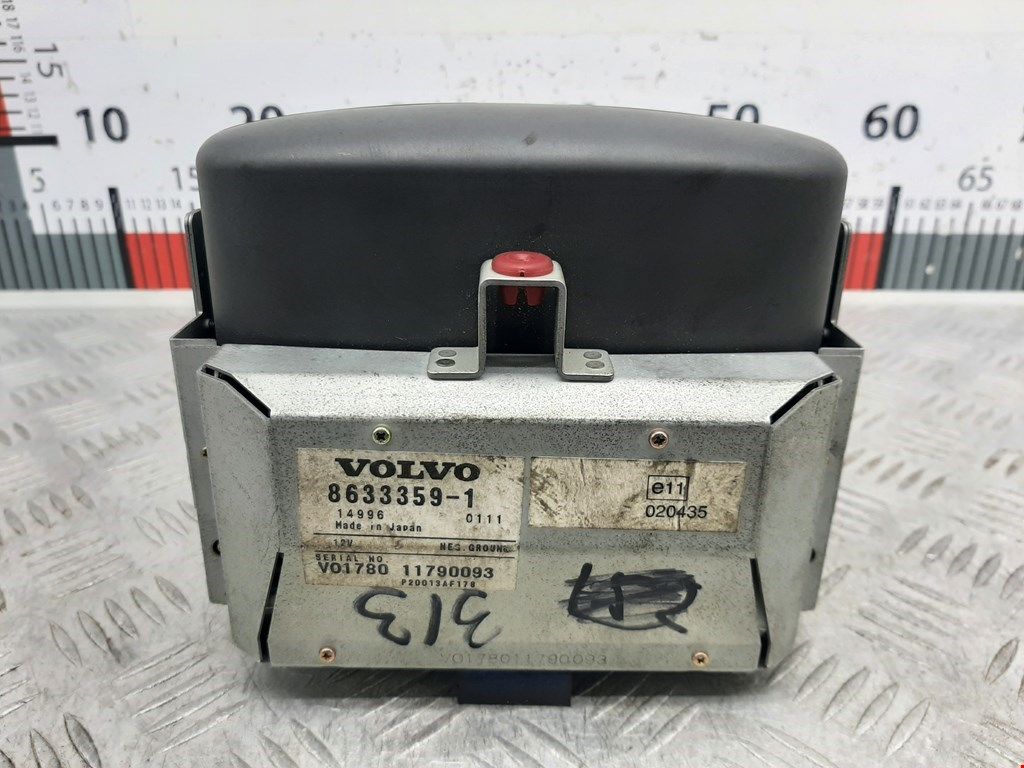 15
10
20
50
60
5
15
65
VOLVO
8633359-1
14996 0111
Made in Japan
12V NEG.GROUND
SERIAL NO
V01780 11790093
P20013AF178
e11
020435
313
V0178011790093